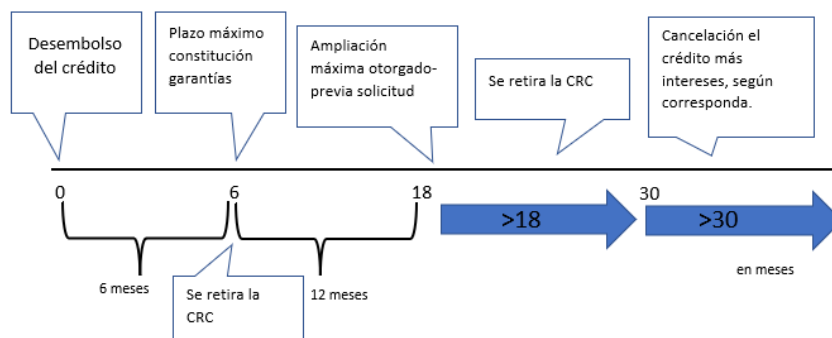 Desembolso
del crédito
Plazo máximo
constitución
garantías
Ampliación
máxima otorgado-
previa solicitud
Se retira la CRC
Cancelación el
crédito más
intereses, según
corresponda.
0
6
18
30
>18
>30
6 meses
Se retira la
CRC
12 meses
en meses